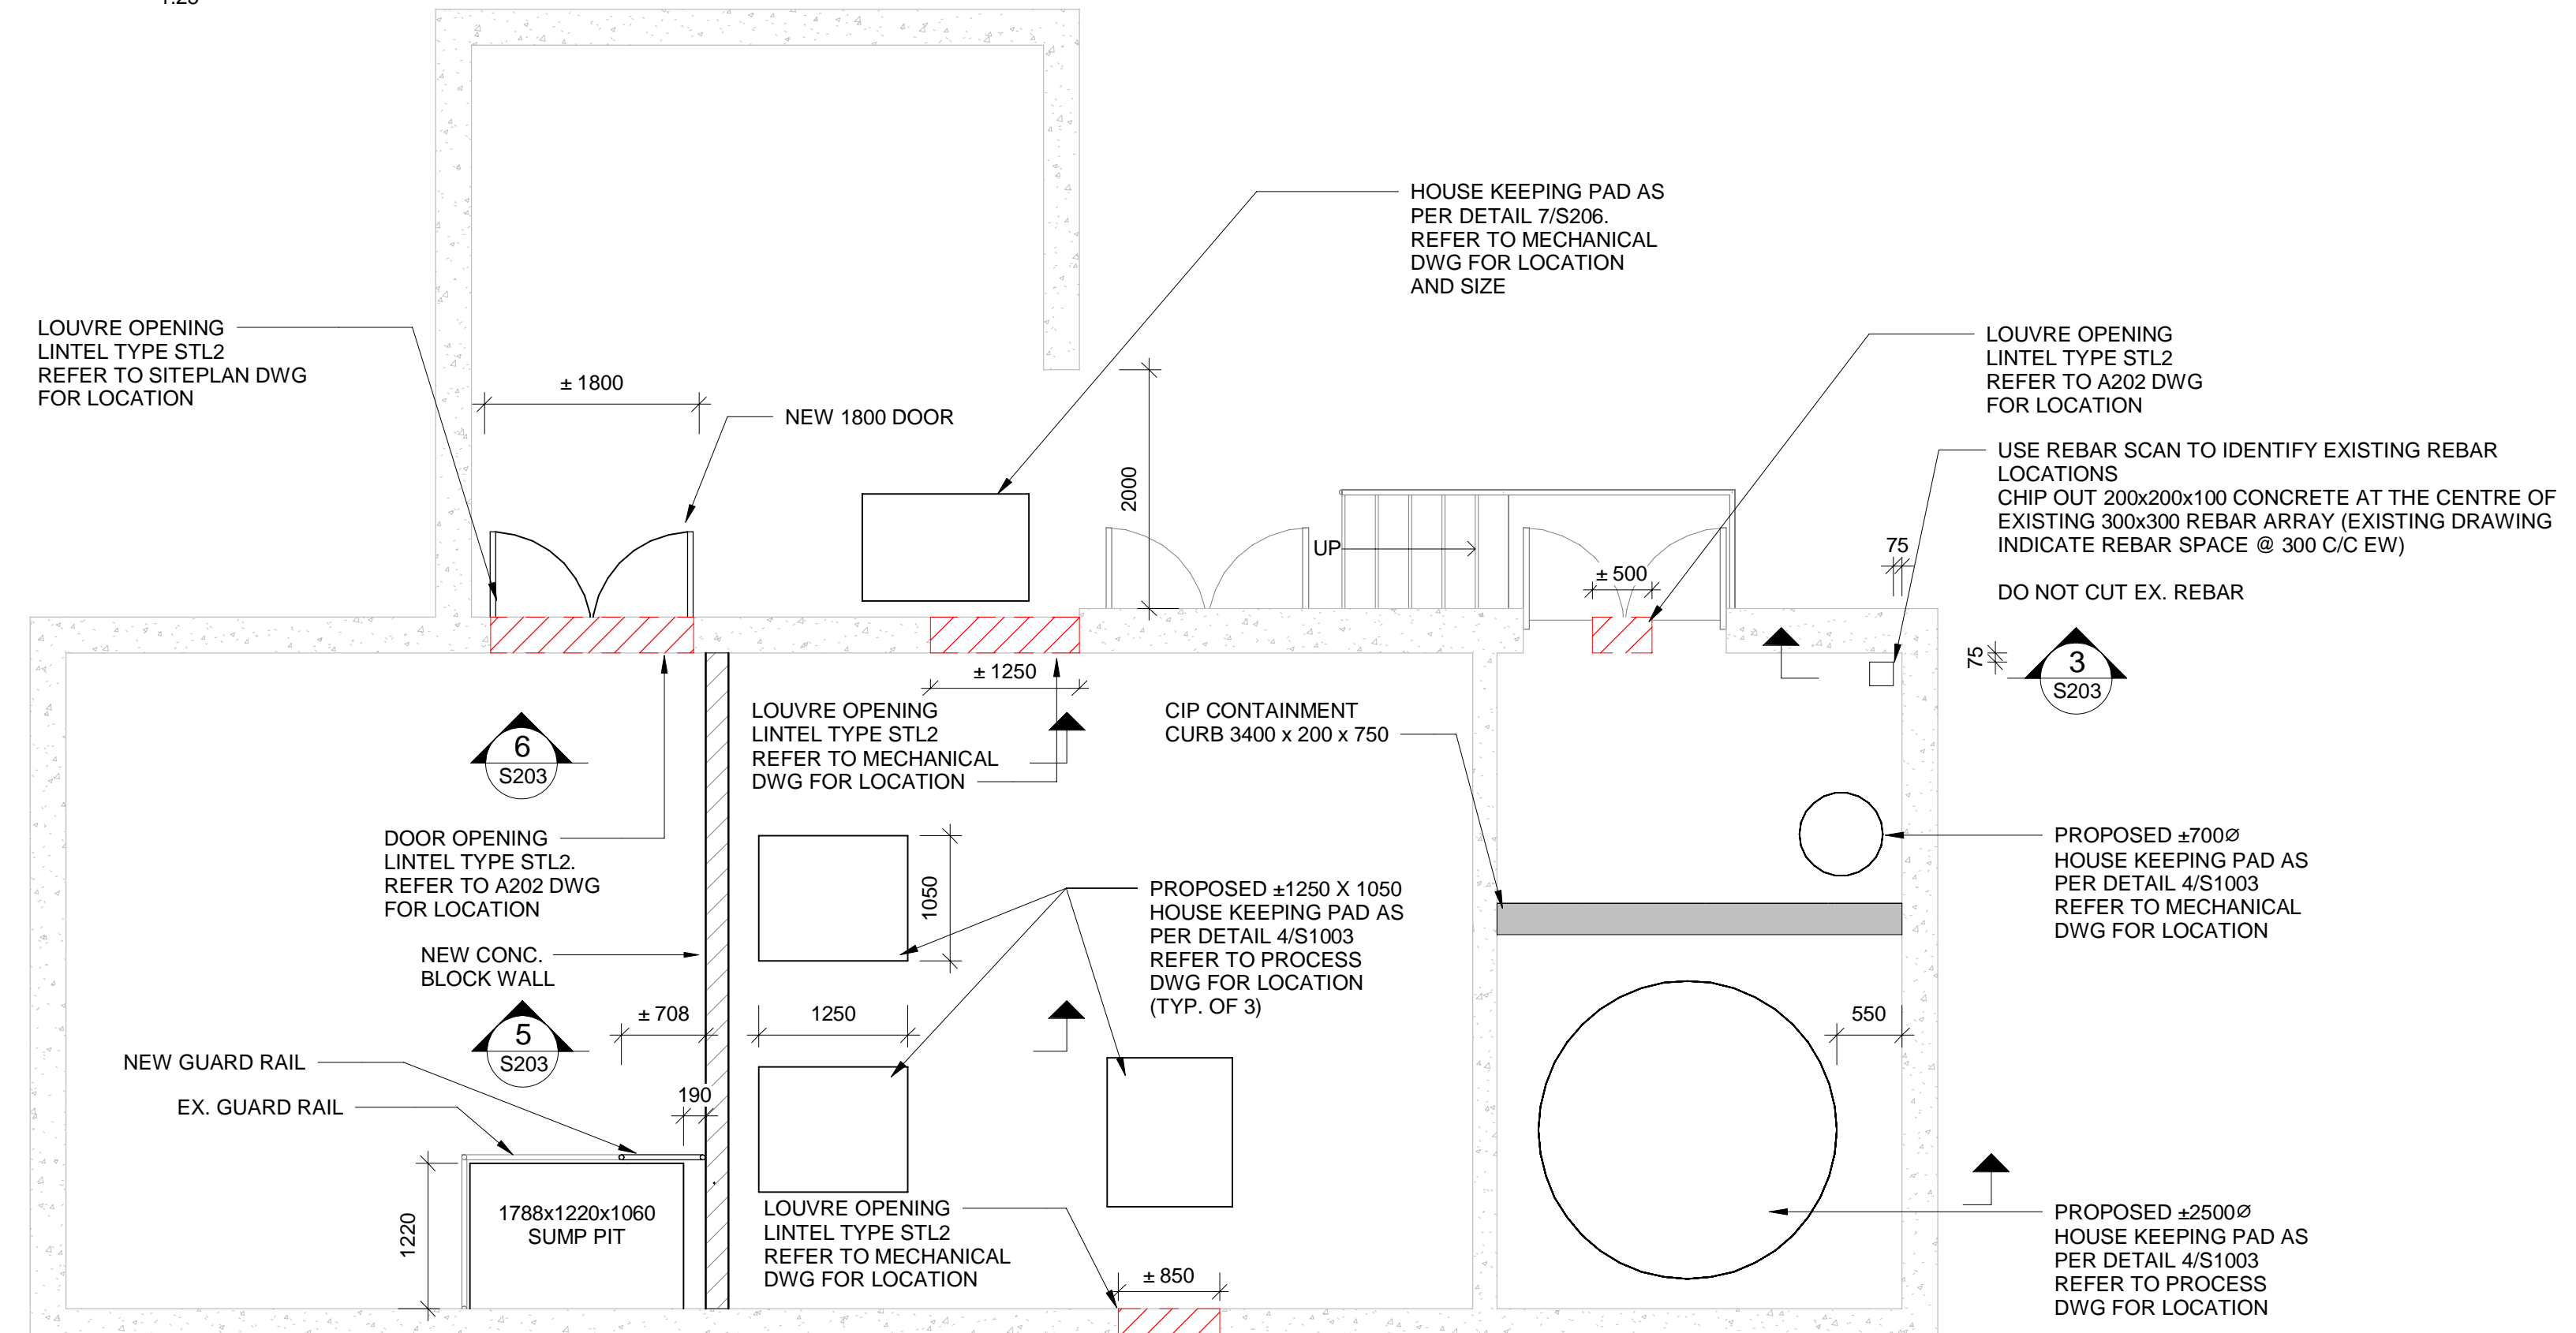 HOUSE KEEPING PAD AS
PER DETAIL 7/S206.
REFER TO MECHANICAL
DWG FOR LOCATION
AND SIZE
LOUVRE OPENING
LINTEL TYPE STL2
REFER TO SITEPLAN DWG
FOR LOCATION
± 1800
NEW 1800 DOOR
2000
LOUVRE OPENING
LINTEL TYPE STL2
REFER TO A202 DWG
FOR LOCATION
USE REBAR SCAN TO IDENTIFY EXISTING REBAR
LOCATIONS
CHIP OUT 200x200x100 CONCRETE AT THE CENTRE OF
EXISTING 300x300 REBAR ARRAY (EXISTING DRAWING
INDICATE REBAR SPACE @ 300 C/C EW)
DO NOT CUT EX. REBAR
UP
± 500
75
75
3
S203
± 1250
LOUVRE OPENING
LINTEL TYPE STL2
REFER TO MECHANICAL
DWG FOR LOCATION
CIP CONTAINMENT
CURB 3400 x 200 x 750
6
S203
DOOR OPENING
LINTEL TYPE STL2.
REFER TO A202 DWG
FOR LOCATION
1050
PROPOSED ±1250 X 1050
HOUSE KEEPING PAD AS
PER DETAIL 4/S1003
REFER TO PROCESS
DWG FOR LOCATION
(TYP. OF 3)
PROPOSED ±700Ø
HOUSE KEEPING PAD AS
PER DETAIL 4/S1003
REFER TO MECHANICAL
DWG FOR LOCATION
NEW CONC.
BLOCK WALL
5
S203
± 708
1250
550
NEW GUARD RAIL
EX. GUARD RAIL
190
1220
1788x1220x1060
SUMP PIT
LOUVRE OPENING
LINTEL TYPE STL2
REFER TO MECHANICAL
DWG FOR LOCATION
± 850
PROPOSED ±2500Ø
HOUSE KEEPING PAD AS
PER DETAIL 4/S1003
REFER TO PROCESS
DWG FOR LOCATION